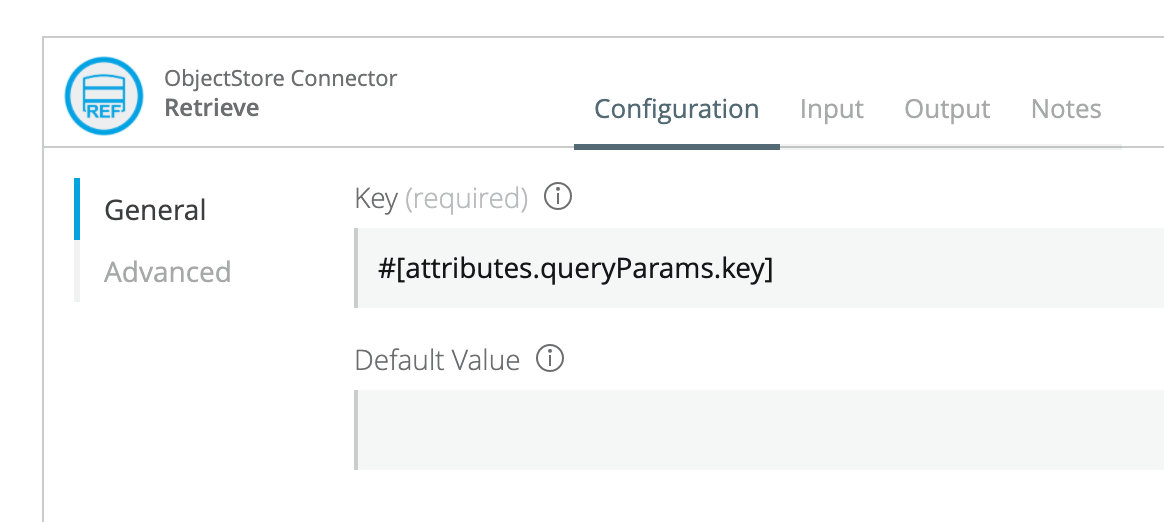 ObjectStore Connector
Retrieve
REF
Configuration Input Output Notes
General
Advanced
Key (required)
#[attributes.queryParams.key]
Default Value